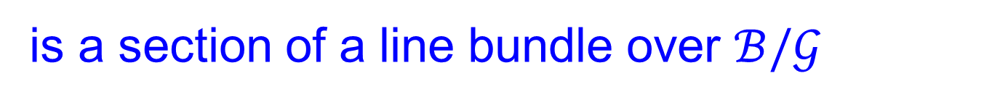 is a section of a line bundle over ℬ/𝒢